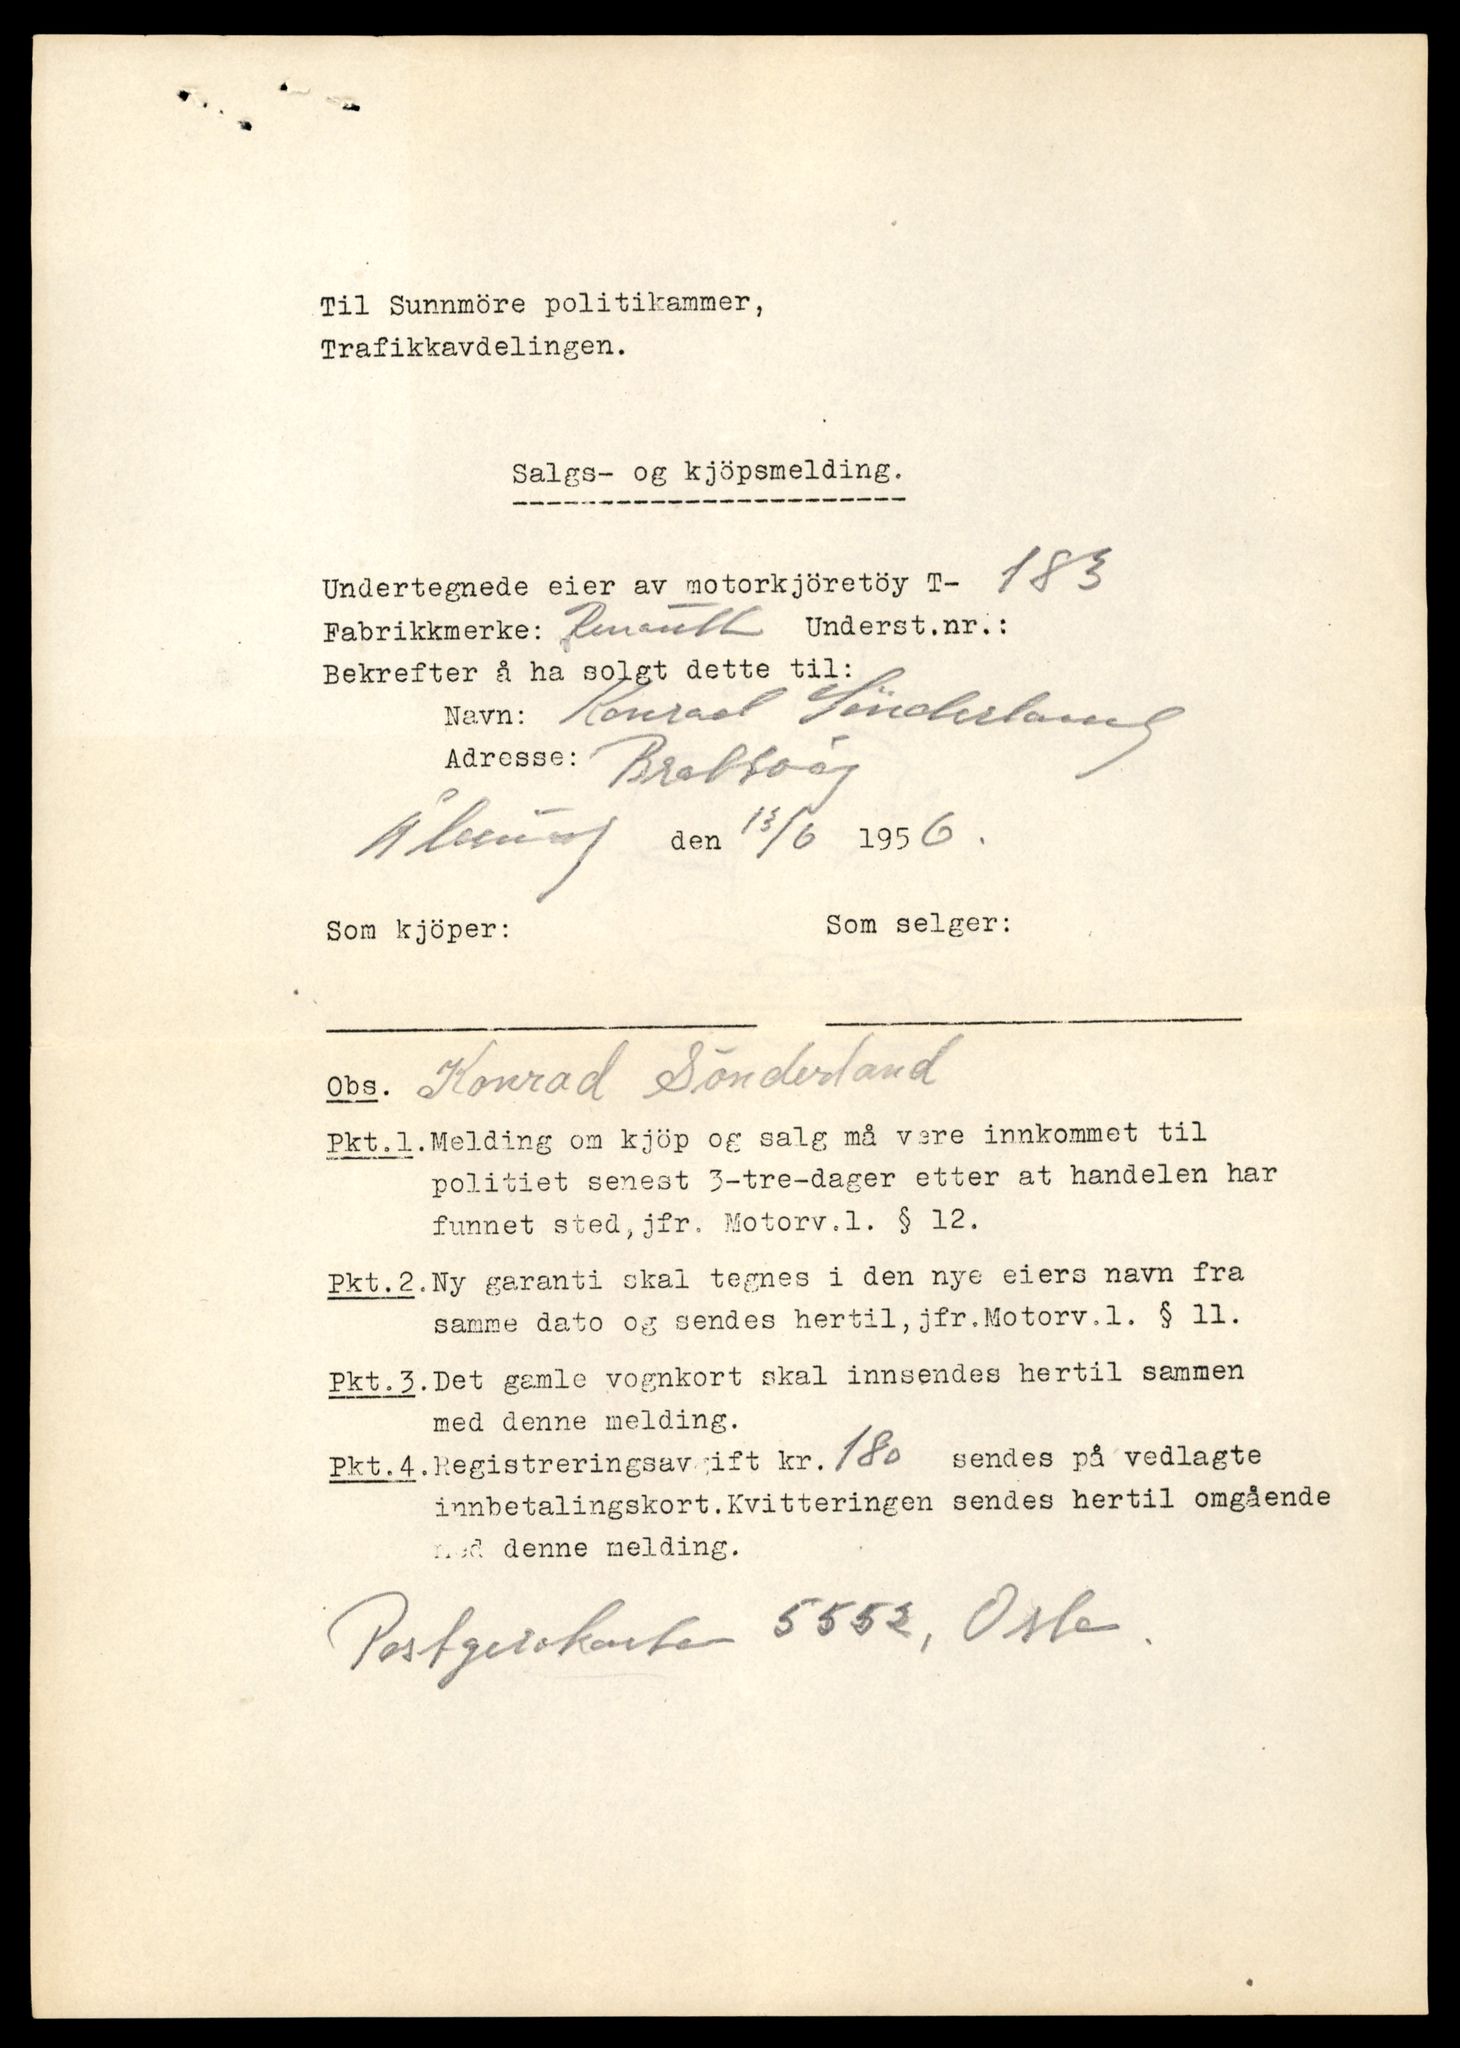 Til Sunnmöre politikammer,
Trafikkavdelingen.
Salgs- og kjöpsmelding.
Undertegnede eier av motorkjöretöy T- 183
Fabrikkmerke: Renault Underst.nr.:
Bekrefter å ha solgt dette til:
Navn: Konrad Sönderland
Adresse: Brattvåg
Ålesund den 13/6 1956.
Som kjöper: Som selger:
Obs. Konrad Sönderland
Pkt.1. Melding om kjöp og salg må være innkommet til
politiet senest 3-tre-dager etter at handelen har
funnet sted, jfr. Motorv.l. § 12.
Pkt.2. Ny garanti skal tegnes i den nye eiers navn fra
samme dato og sendes hertil, jfr.Motorv.l. § 11.
Pkt.3. Det gamle vognkort skal innsendes hertil sammen
med denne melding.
Pkt.4. Registreringsavgift kr. 180 sendes på vedlagte
innbetalingskort.Kvitteringen sendes hertil omgående
med denne melding.
Postgirokonto 5552, Oslo.